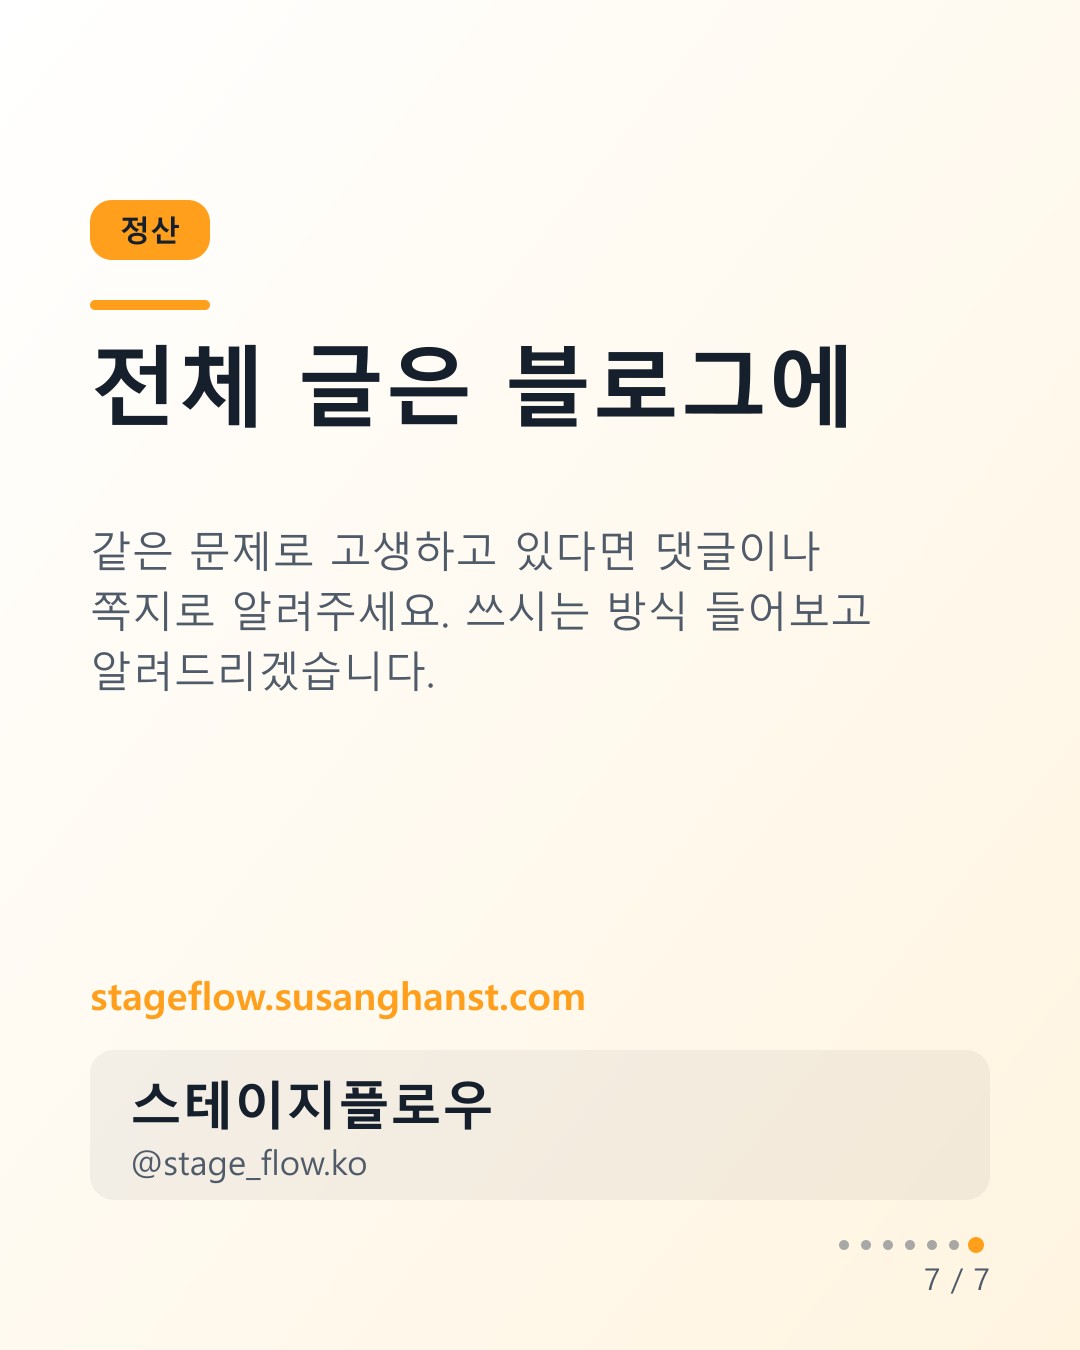 정산
전체 글은 블로그에
같은 문제로 고생하고 있다면 댓글이나
쪽지로 알려주세요. 쓰시는 방식 들어보고
알려드리겠습니다.
stageflow.susanghanst.com
스테이지플로우
@stage_flow.ko
7 / 7